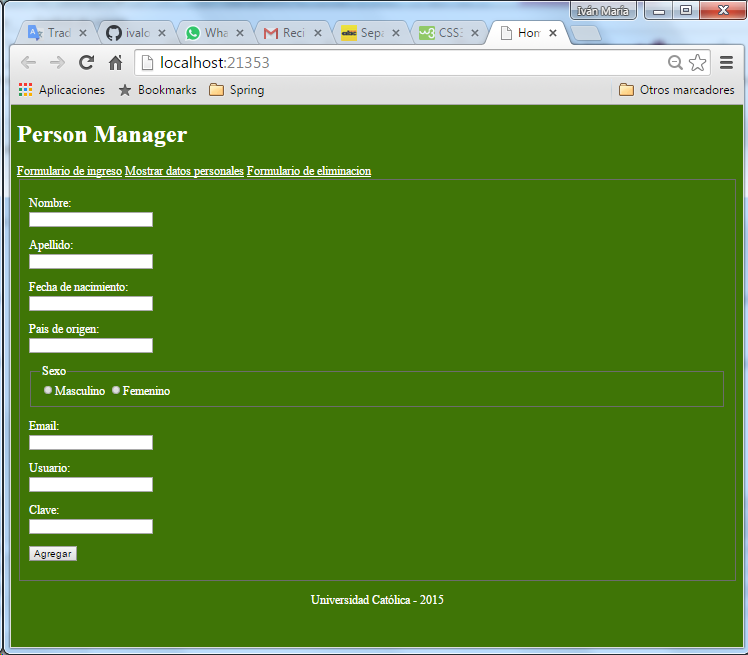 Iván María
Trad ivalo Wha Reci Sepa CSS: Hom
localhost:21353
Aplicaciones Bookmarks Spring Otros marcadores
Person Manager
Formulario de ingreso Mostrar datos personales Formulario de eliminacion
Nombre:
Apellido:
Fecha de nacimiento:
Pais de origen:
Sexo
Masculino Femenino
Email:
Usuario:
Clave:
Agregar
Universidad Católica - 2015